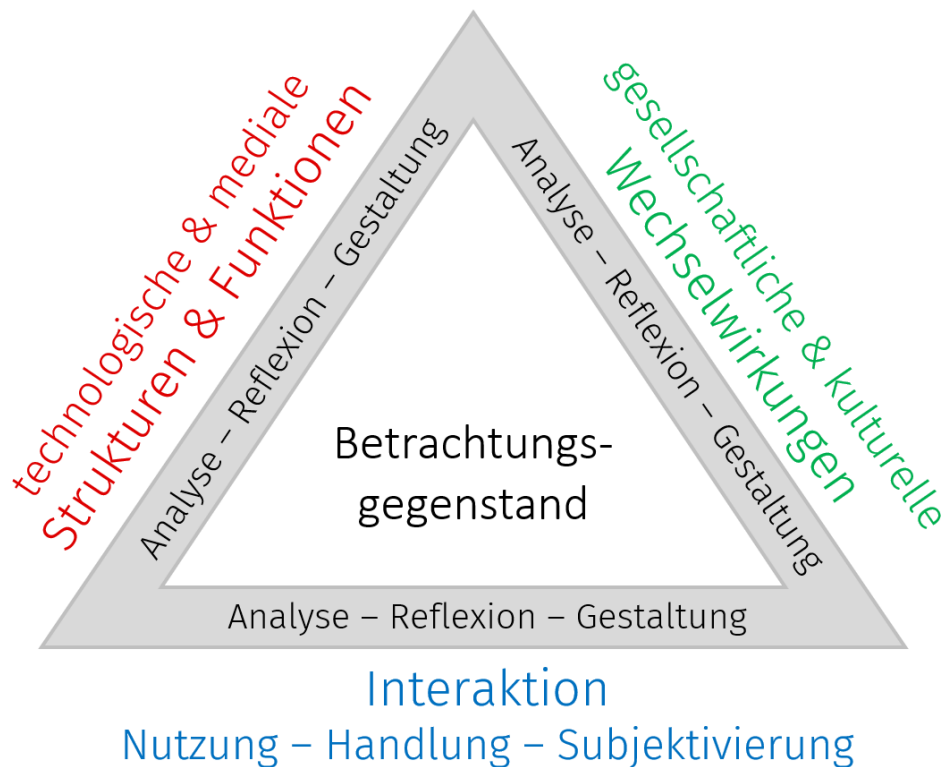 technologische & mediale
Strukturen & Funktionen
Analyse – Reflexion – Gestaltung
gesellschaftliche & kulturelle
Wechselwirkungen
Analyse – Reflexion – Gestaltung
Betrachtungs-
gegenstand
Analyse – Reflexion – Gestaltung
Interaktion
Nutzung – Handlung – Subjektivierung